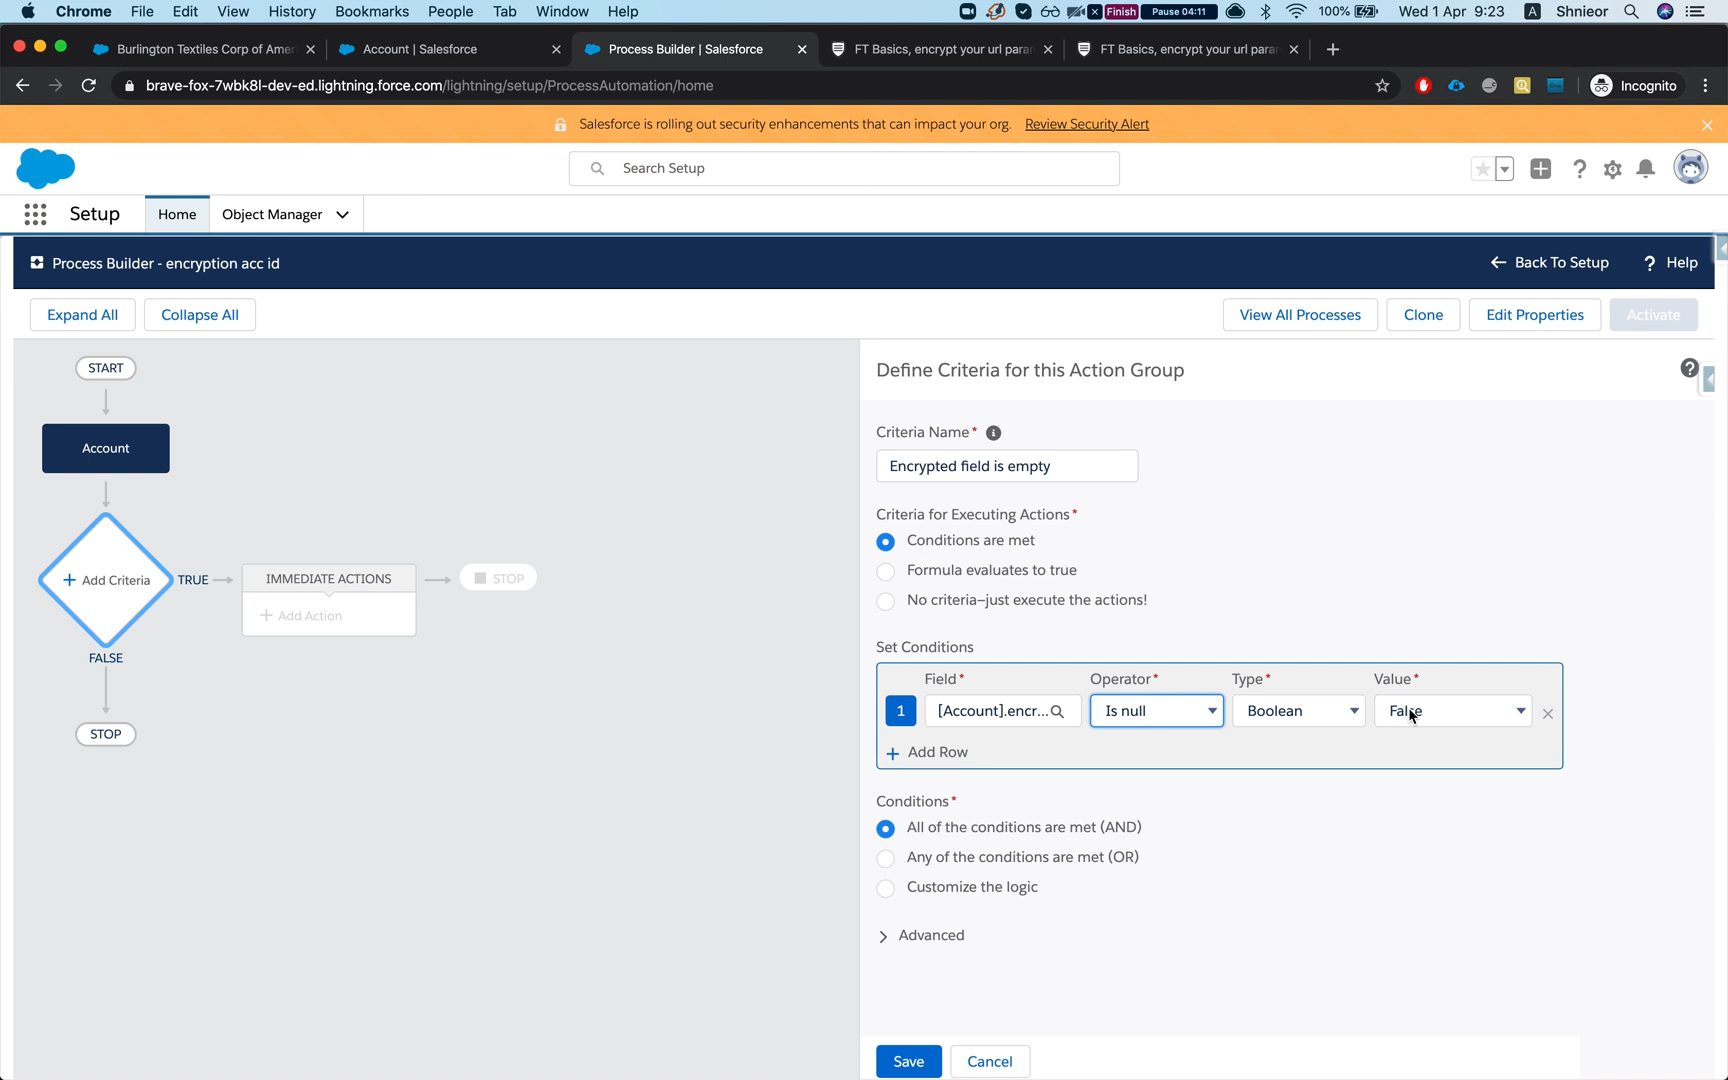 Chrome File Edit View History Bookmarks People Tab Window Help Finish Pause 04:11 100% Wed 1 Apr 9:23 A Shnieor
Burlington Textiles Corp of Amer Account | Salesforce Process Builder | Salesforce FT Basics, encrypt your url para FT Basics, encrypt your url para
brave-fox-7wbk8l-dev-ed.lightning.force.com/lightning/setup/ProcessAutomation/home Incognito
Salesforce is rolling out security enhancements that can impact your org. Review Security Alert
Search Setup
Setup Home Object Manager
Process Builder - encryption acc id Back To Setup ? Help
Expand All Collapse All View All Processes Clone Edit Properties Activate
START
Account
+ Add Criteria
TRUE
IMMEDIATE ACTIONS
+ Add Action
STOP
FALSE
STOP
Define Criteria for this Action Group
Criteria Name*
Encrypted field is empty
Criteria for Executing Actions*
Conditions are met
Formula evaluates to true
No criteria–just execute the actions!
Set Conditions
Field* Operator* Type* Value*
1 [Account].encr... Is null Boolean False
+ Add Row
Conditions*
All of the conditions are met (AND)
Any of the conditions are met (OR)
Customize the logic
Advanced
Save Cancel